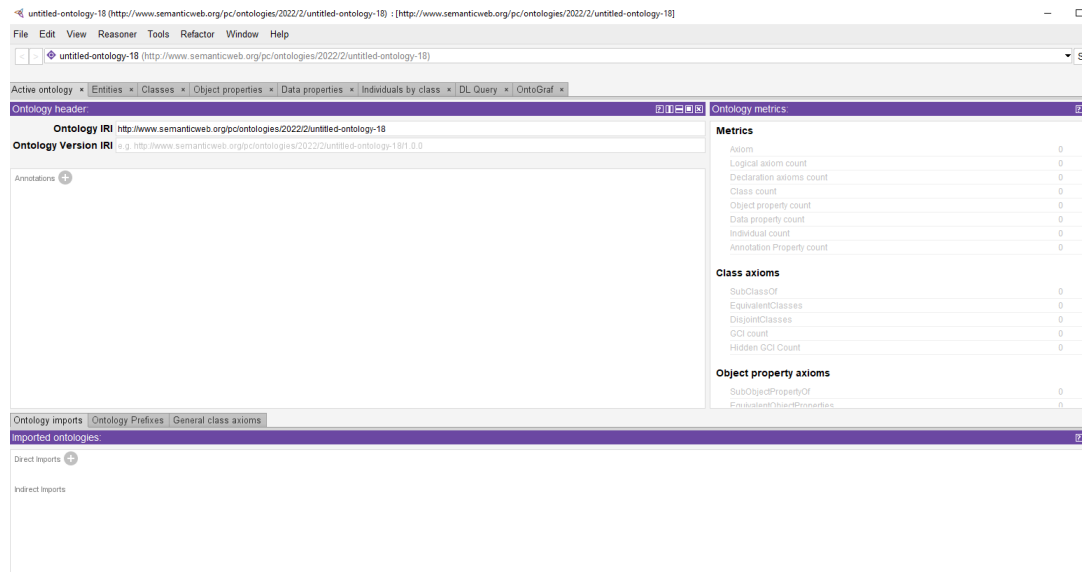 untitled-ontology-18 (http://www.semanticweb.org/pc/ontologies/2022/2/untitled-ontology-18) : [http://www.semanticweb.org/pc/ontologies/2022/2/untitled-ontology-18]
File Edit View Reasoner Tools Refactor Window Help
< > untitled-ontology-18 (http://www.semanticweb.org/pc/ontologies/2022/2/untitled-ontology-18) S
Active ontology × Entities × Classes × Object properties × Data properties × Individuals by class × DL Query × OntoGraf ×
Ontology header:
Ontology IRI http://www.semanticweb.org/pc/ontologies/2022/2/untitled-ontology-18
Ontology Version IRI e.g. http://www.semanticweb.org/pc/ontologies/2022/2/untitled-ontology-18/1.0.0
Annotations
Ontology metrics:
Metrics
Axiom 0
Logical axiom count 0
Declaration axioms count 0
Class count 0
Object property count 0
Data property count 0
Individual count 0
Annotation Property count 0
Class axioms
SubClassOf 0
EquivalentClasses 0
DisjointClasses 0
GCI count 0
Hidden GCI Count 0
Object property axioms
SubObjectPropertyOf 0
EquivalentObjectProperties 0
Ontology imports Ontology Prefixes General class axioms
Imported ontologies:
Direct Imports
Indirect Imports